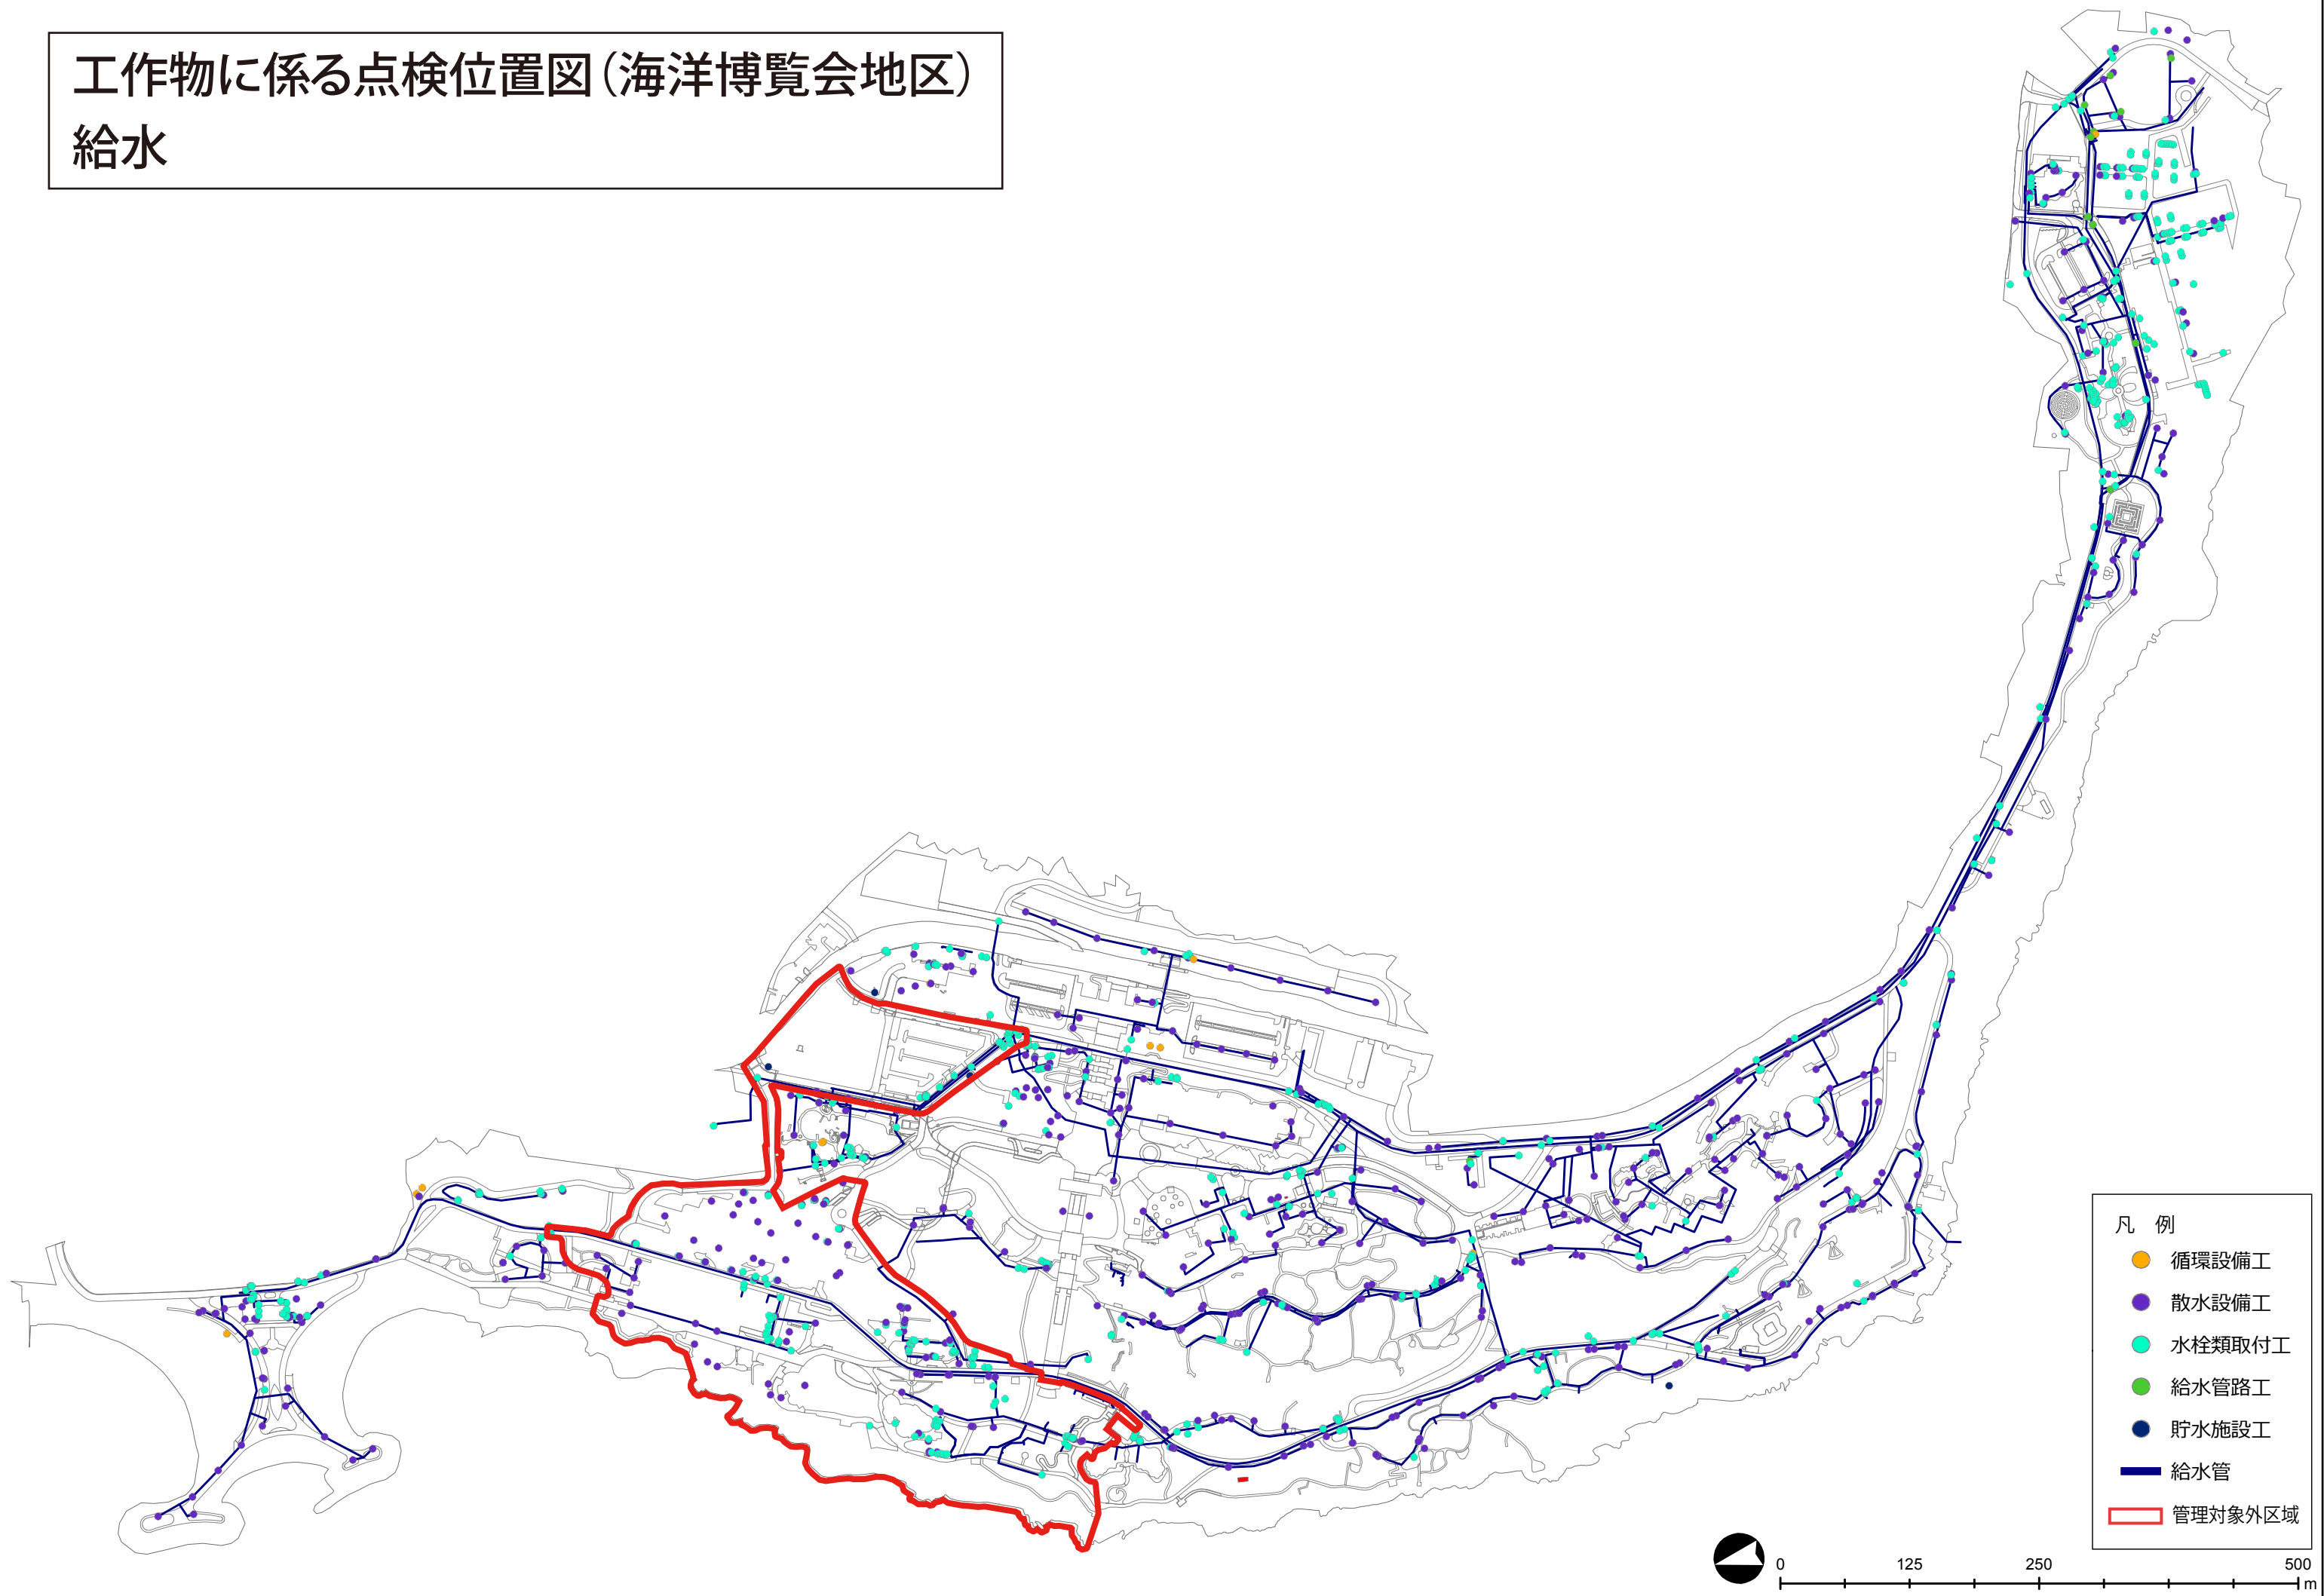 工作物に係る点検位置図（海洋博覧会地区）
給水
凡　例
循環設備工
散水設備工
水栓類取付工
給水管路工
貯水施設工
給水管
管理対象外区域
0 125 250 500
m